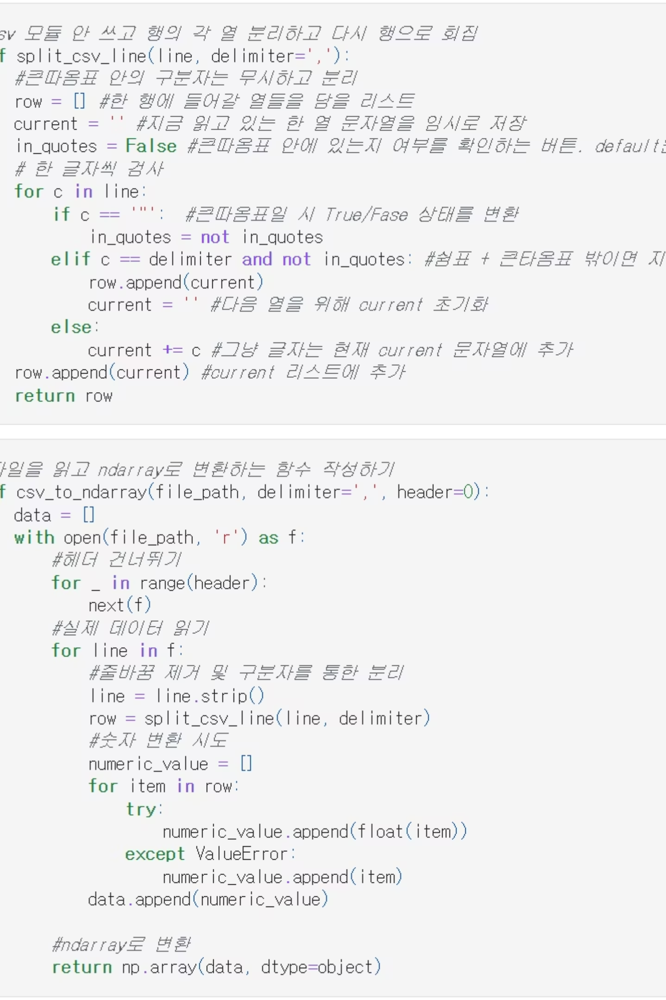 sv 모듈 안 쓰고 행의 각 열 분리하고 다시 행으로 회짐
f split_csv_line(line, delimiter=','):
#큰따옴표 안의 구분자는 무시하고 분리
row = [] #한 행에 들어갈 열들을 담을 리스트
current = '' #지금 읽고 있는 한 열 문자열을 임시로 저장
in_quotes = False #큰따옴표 안에 있는지 여부를 확인하는 버튼. default
# 한 글자씩 검사
for c in line:
if c == '"': #큰따옴표일 시 True/Fase 상태를 변환
in_quotes = not in_quotes
elif c == delimiter and not in_quotes: #쉼표 + 큰타옴표 밖이면 지
row.append(current)
current = '' #다음 열을 위해 current 초기화
else:
current += c #그냥 글자는 현재 current 문자열에 추가
row.append(current) #current 리스트에 추가
return row
일을 읽고 ndarray로 변환하는 함수 작성하기
f csv_to_ndarray(file_path, delimiter=',', header=0):
data = []
with open(file_path, 'r') as f:
#헤더 건너뛰기
for _ in range(header):
next(f)
#실제 데이터 읽기
for line in f:
#줄바꿈 제거 및 구분자를 통한 분리
line = line.strip()
row = split_csv_line(line, delimiter)
#숫자 변환 시도
numeric_value = []
for item in row:
try:
numeric_value.append(float(item))
except ValueError:
numeric_value.append(item)
data.append(numeric_value)
#ndarray로 변환
return np.array(data, dtype=object)